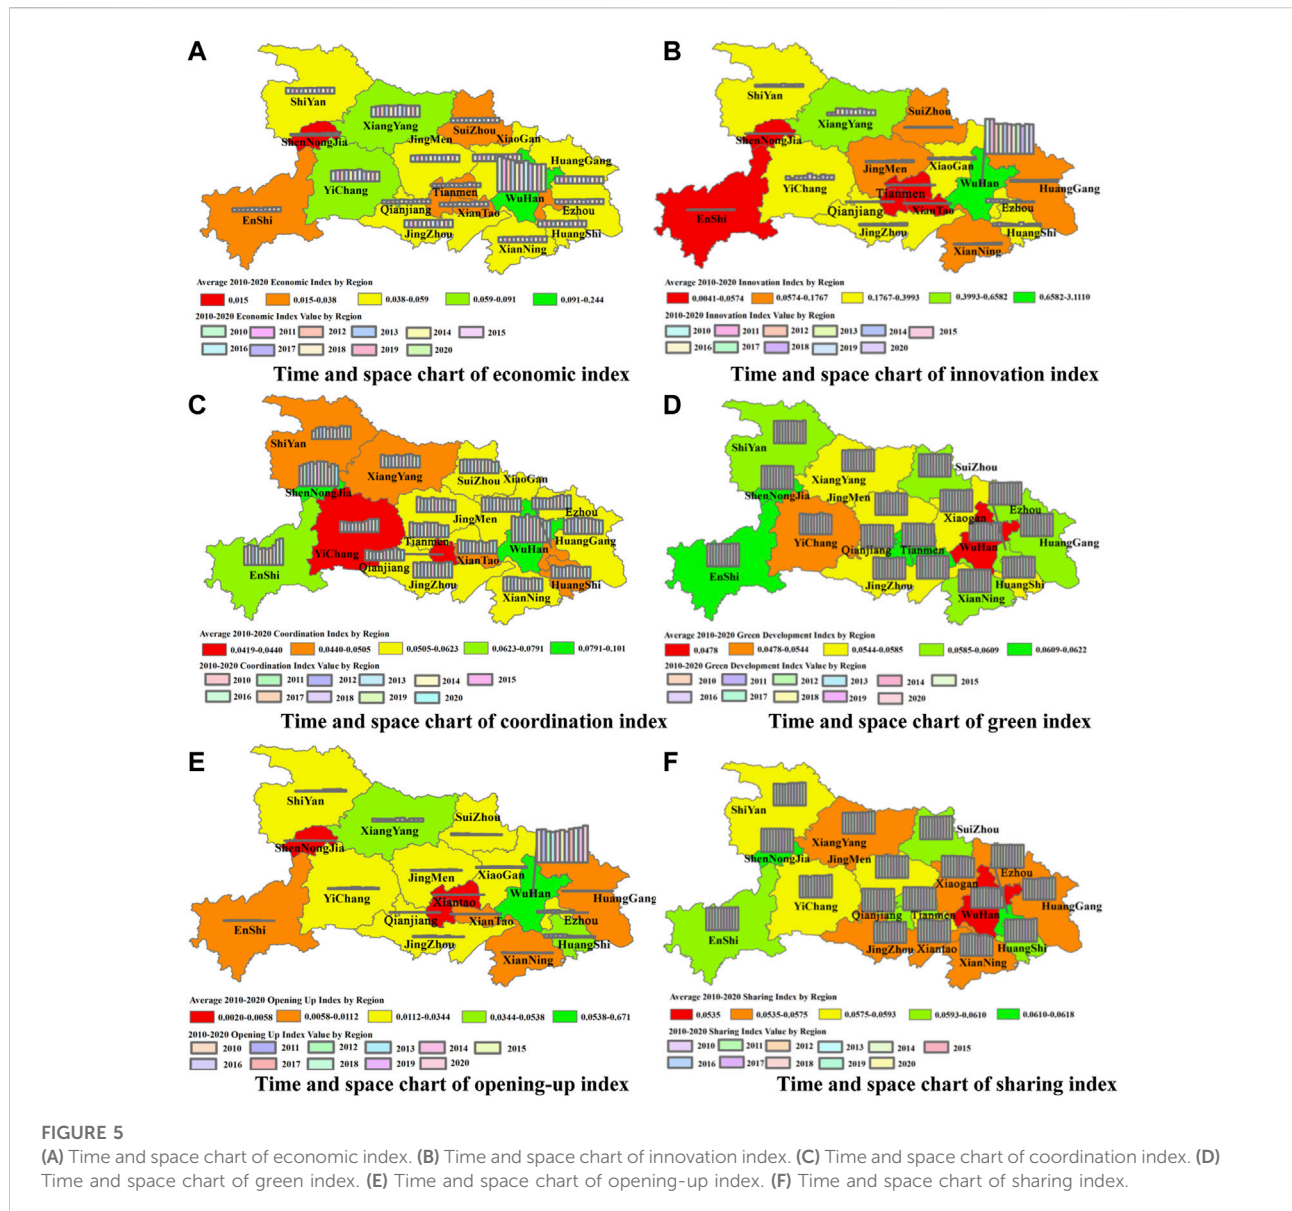 A
ShiYan
XiangYang
SuiZhou
ShenNongJia
JingMen
XiaoGan
HuangGang
YiChang
Tianmen
WuHan
EnShi
Qianjiang
XianTao
Ezhou
JingZhou
HuangShi
XianNing
Average 2010-2020 Economic Index by Region
0.015 0.015-0.038 0.038-0.059 0.059-0.091 0.091-0.244
2010-2020 Economic Index Value by Region
2010 2011 2012 2013 2014 2015
2016 2017 2018 2019 2020
Time and space chart of economic index
B
ShiYan
XiangYang
SuiZhou
ShenNongJia
JingMen
XiaoGan
YiChang
Tianmen
WuHan
HuangGang
EnShi
Qianjiang
XianTao
Ezhou
JingZhou
HuangShi
XianNing
Average 2010-2020 Innovation Index by Region
0.0041-0.0574 0.0574-0.1767 0.1767-0.3993 0.3993-0.6582 0.6582-3.1110
2010-2020 Innovation Index Value by Region
2010 2011 2012 2013 2014 2015
2016 2017 2018 2019 2020
Time and space chart of innovation index
C
ShiYan
XiangYang
SuiZhou
XiaoGan
ShenNongJia
JingMen
Ezhou
YiChang
Tianmen
WuHan
HuangGang
EnShi
Qianjiang
XianTao
JingZhou
HuangShi
XianNing
Average 2010-2020 Coordination Index by Region
0.0419-0.0440 0.0440-0.0505 0.0505-0.0623 0.0623-0.0791 0.0791-0.101
2010-2020 Coordination Index Value by Region
2010 2011 2012 2013 2014 2015
2016 2017 2018 2019 2020
Time and space chart of coordination index
D
ShiYan
XiangYang
SuiZhou
ShenNongJia
JingMen
Xiaogan
Ezhou
YiChang
Qianjiang
Tianmen
WuHan
HuangGang
EnShi
JingZhou
HuangShi
XianNing
Average 2010-2020 Green Development Index by Region
0.0478 0.0478-0.0544 0.0544-0.0585 0.0585-0.0609 0.0609-0.0622
2010-2020 Green Development Index Value by Region
2010 2011 2012 2013 2014 2015
2016 2017 2018 2019 2020
Time and space chart of green index
E
ShiYan
XiangYang
SuiZhou
ShenNongJia
JingMen
XiaoGan
YiChang
Xiantao
WuHan
HuangGang
EnShi
Qianjiang
XianTao
Ezhou
JingZhou
HuangShi
XianNing
Average 2010-2020 Opening Up Index by Region
0.0020-0.0058 0.0058-0.0112 0.0112-0.0344 0.0344-0.0538 0.0538-0.671
2010-2020 Opening Up Index Value by Region
2010 2011 2012 2013 2014 2015
2016 2017 2018 2019 2020
Time and space chart of opening-up index
F
ShiYan
XiangYang
SuiZhou
ShenNongJia
JingMen
Xiaogan
Ezhou
YiChang
Qianjiang
Tianmen
WuHan
HuangGang
EnShi
JingZhou
Xiantao
HuangShi
XianNing
Average 2010-2020 Sharing Index by Region
0.0535 0.0535-0.0575 0.0575-0.0593 0.0593-0.0610 0.0610-0.0618
2010-2020 Sharing Index Value by Region
2010 2011 2012 2013 2014 2015
2016 2017 2018 2019 2020
Time and space chart of sharing index
FIGURE 5
(A) Time and space chart of economic index. (B) Time and space chart of innovation index. (C) Time and space chart of coordination index. (D)
Time and space chart of green index. (E) Time and space chart of opening-up index. (F) Time and space chart of sharing index.